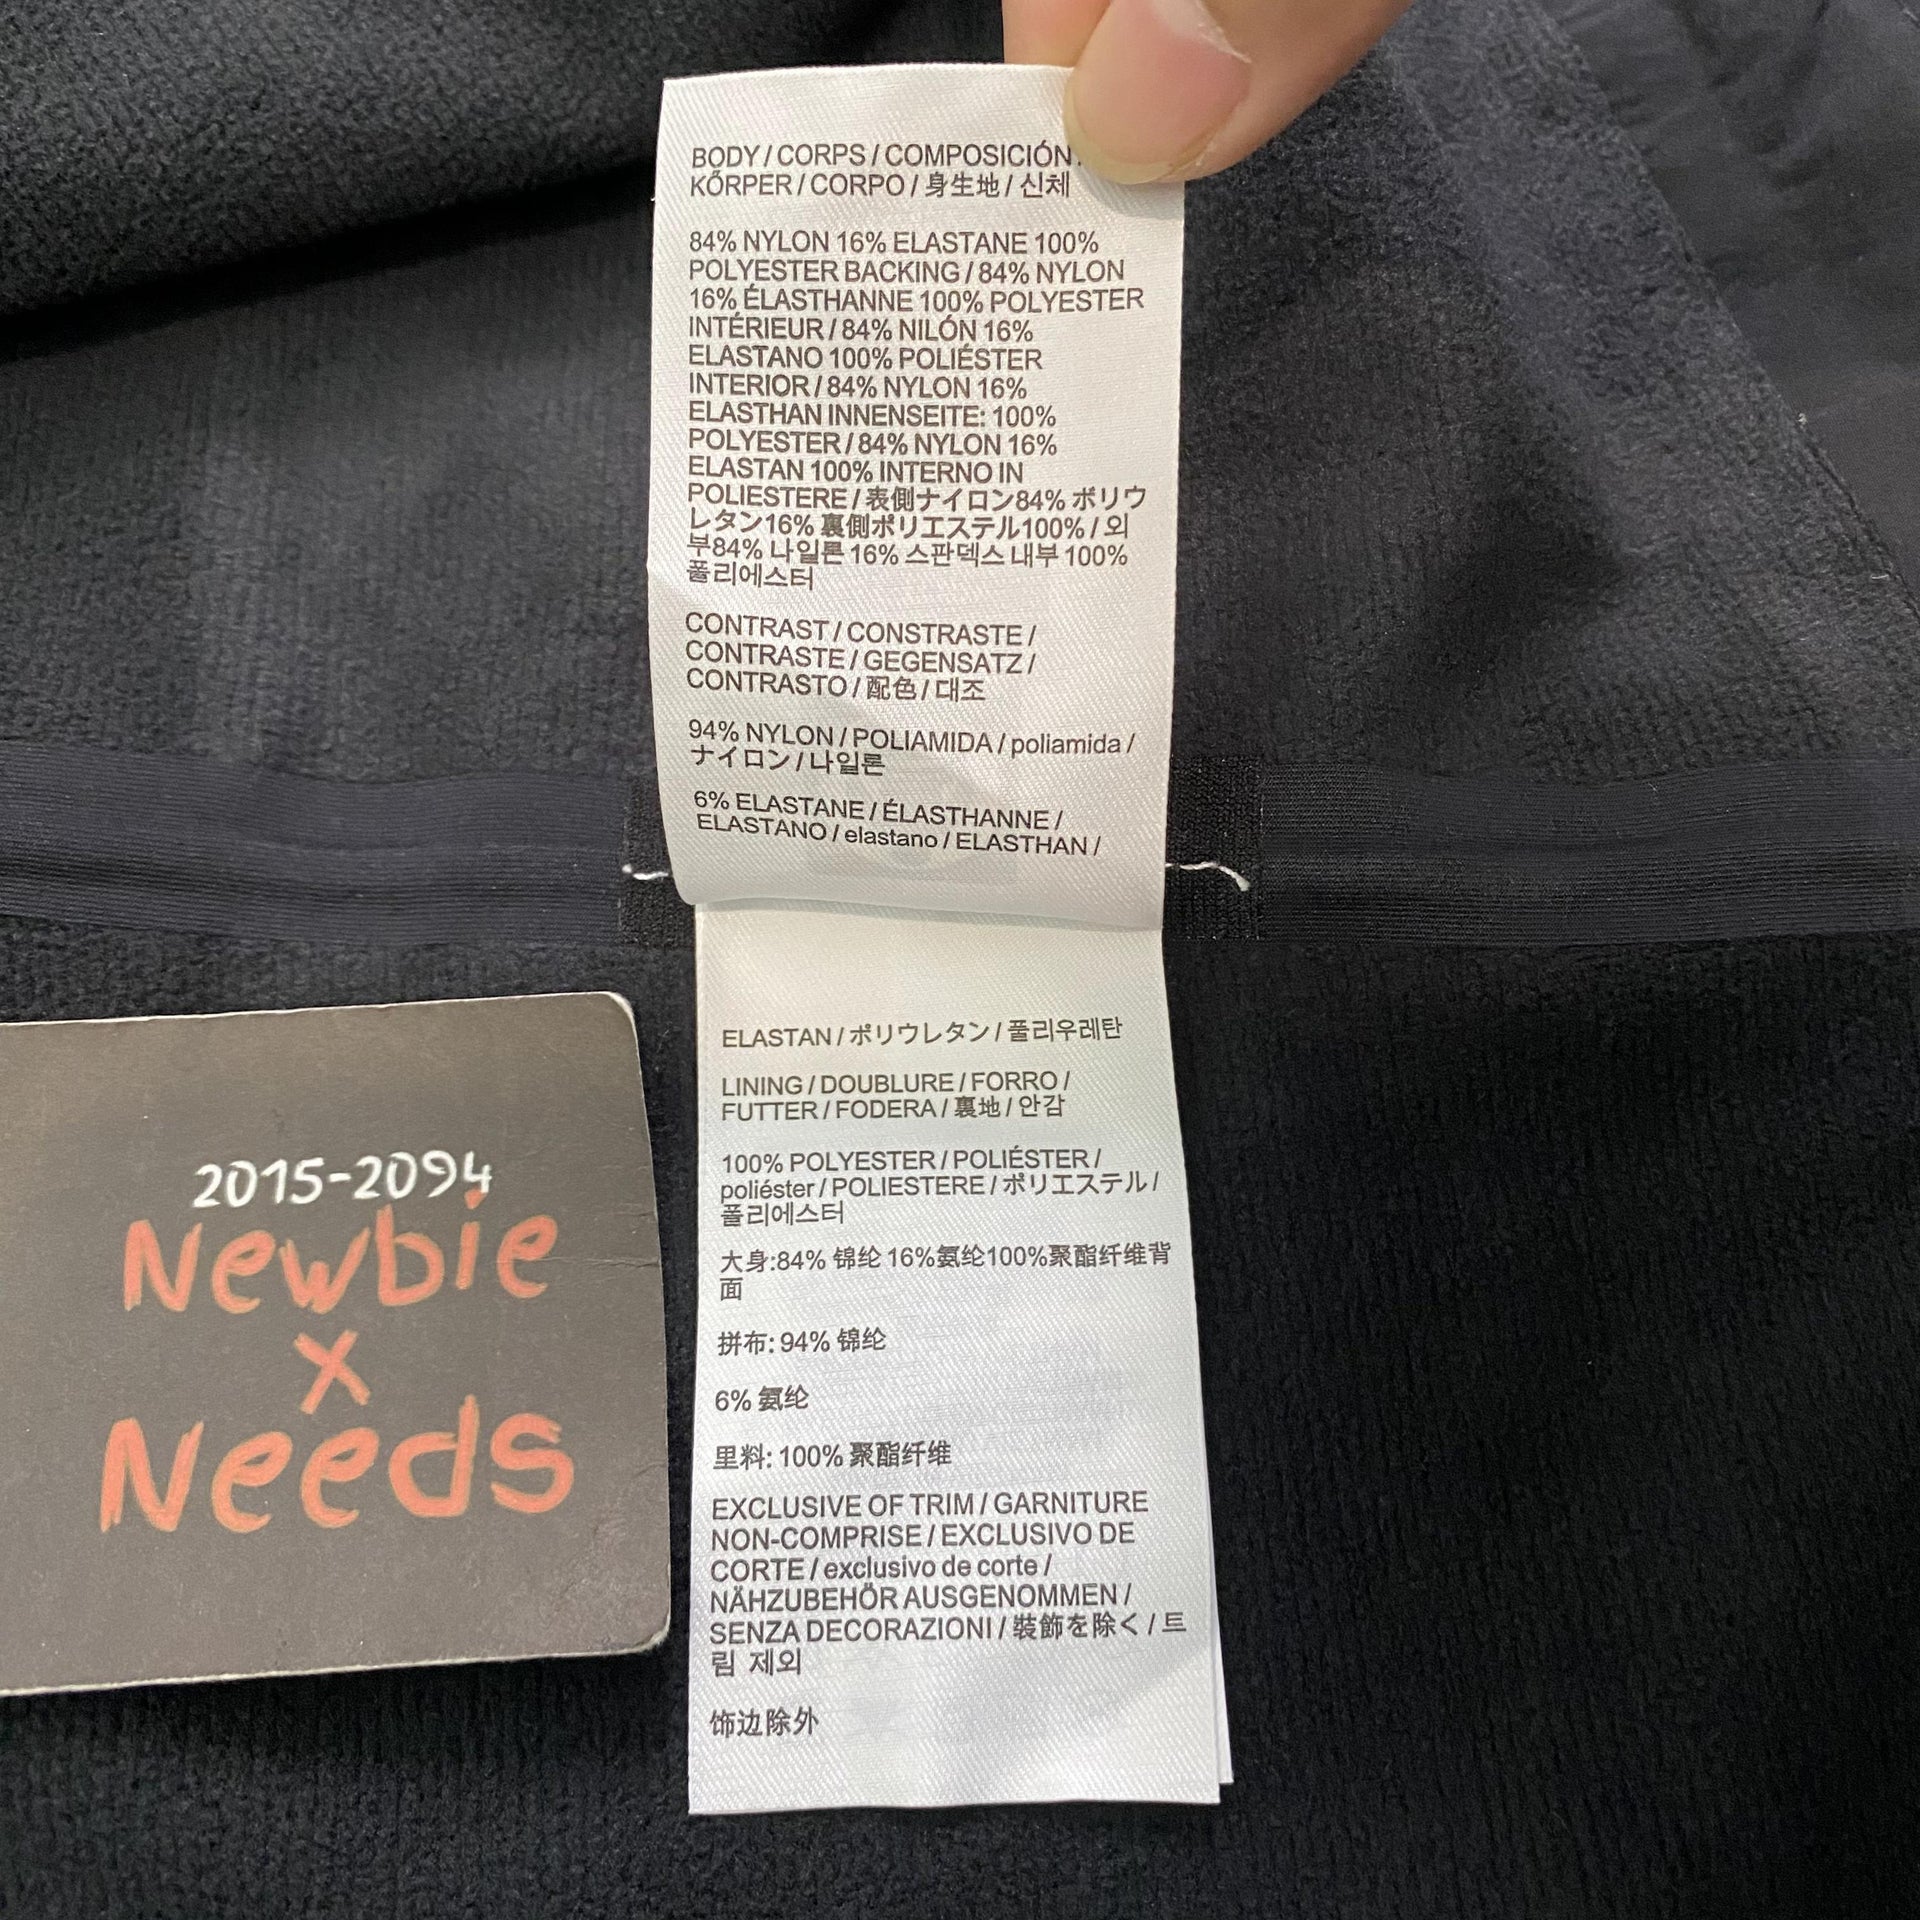 BODY / CORPS / COMPOSICIÓN /
KŐRPER / CORPO / 身生地 / 신체
84% NYLON 16% ELASTANE 100%
POLYESTER BACKING / 84% NYLON
16% ÉLASTHANNE 100% POLYESTER
INTÉRIEUR / 84% NILÓN 16%
ELASTANO 100% POLIÉSTER
INTERIOR / 84% NYLON 16%
ELASTHAN INNENSEITE: 100%
POLYESTER / 84% NYLON 16%
ELASTAN 100% INTERNO IN
POLIESTERE / 表側ナイロン84% ポリウ
レタン16% 裏側ポリエステル100% / 외
부84% 나일론 16% 스판덱스 내부 100%
폴리에스터
CONTRAST / CONSTRASTE /
CONTRASTE / GEGENSATZ /
CONTRASTO / 配色 / 대조
94% NYLON / POLIAMIDA / poliamida /
ナイロン / 나일론
6% ELASTANE / ÉLASTHANNE /
ELASTANO / elastano / ELASTHAN /
ELASTAN / ポリウレタン / 폴리우레탄
LINING / DOUBLURE / FORRO /
FUTTER / FODERA / 裏地 / 안감
100% POLYESTER / POLIÉSTER /
poliéster / POLIESTERE / ポリエステル /
폴리에스터
大身:84% 锦纶 16%氨纶100%聚酯纤维背
面
拼布: 94% 锦纶
6% 氨纶
里料: 100% 聚酯纤维
EXCLUSIVE OF TRIM / GARNITURE
NON-COMPRISE / EXCLUSIVO DE
CORTE / exclusivo de corte /
NÄHZUBEHŐR AUSGENOMMEN /
SENZA DECORAZIONI / 裝飾を除く / 트
림 제외
饰边除外
2015-2094
Newbie
x
Needs